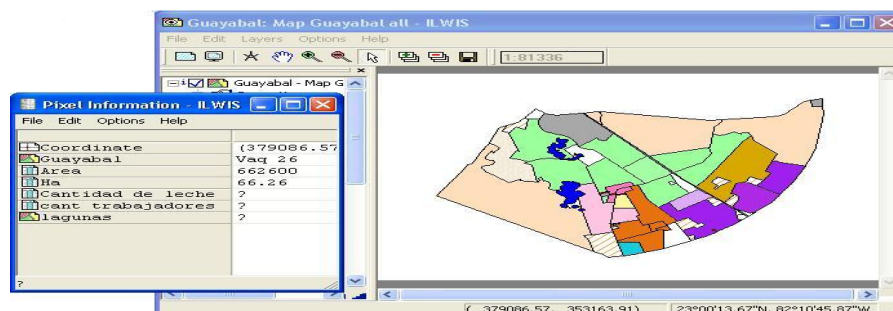 Guayabal: Map Guayabal all - ILWIS
File Edit Layers Options Help
1:81336
Guayabal - Map G
Pixel Information - ILWIS
File Edit Options Help
Coordinate (379086.57
Guayabal Vaq 26
Area 662600
Ha 66.26
Cantidad de leche ?
cant trabajadores ?
lagunas ?
?
( 379086.57, 353163.91) 23°00'13.67"N, 82°10'45.87"W